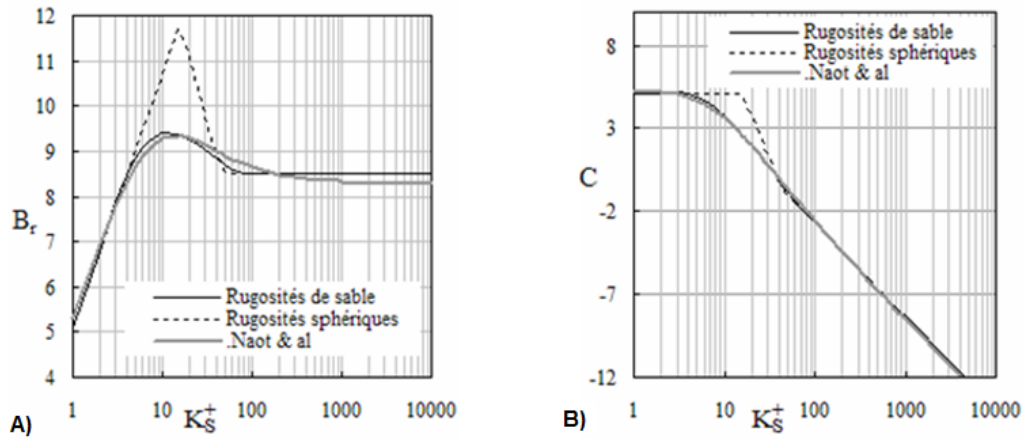 12
11
10
9
8
7
6
5
4
Br
Rugosités de sable
Rugosités sphériques
.Naot & al
1 10 100 1000 10000
K_S^+
A)
8
3
-2
-7
-12
C
Rugosités de sable
Rugosités sphériques
.Naot & al
1 10 100 1000 10000
K_S^+
B)